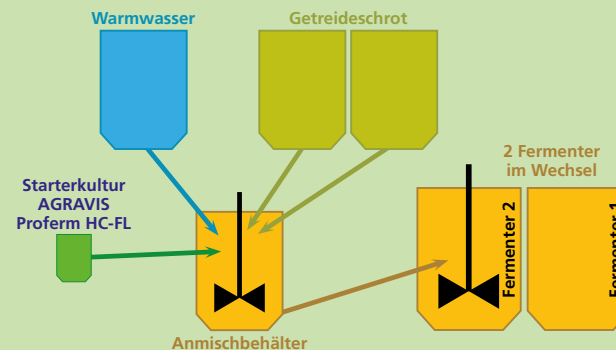 Warmwasser
Getreideschrot
2 Fermenter
im Wechsel
Starterkultur
AGRAVIS
Proferm HC-FL
Fermenter 2
Fermenter 1
Anmischbehälter